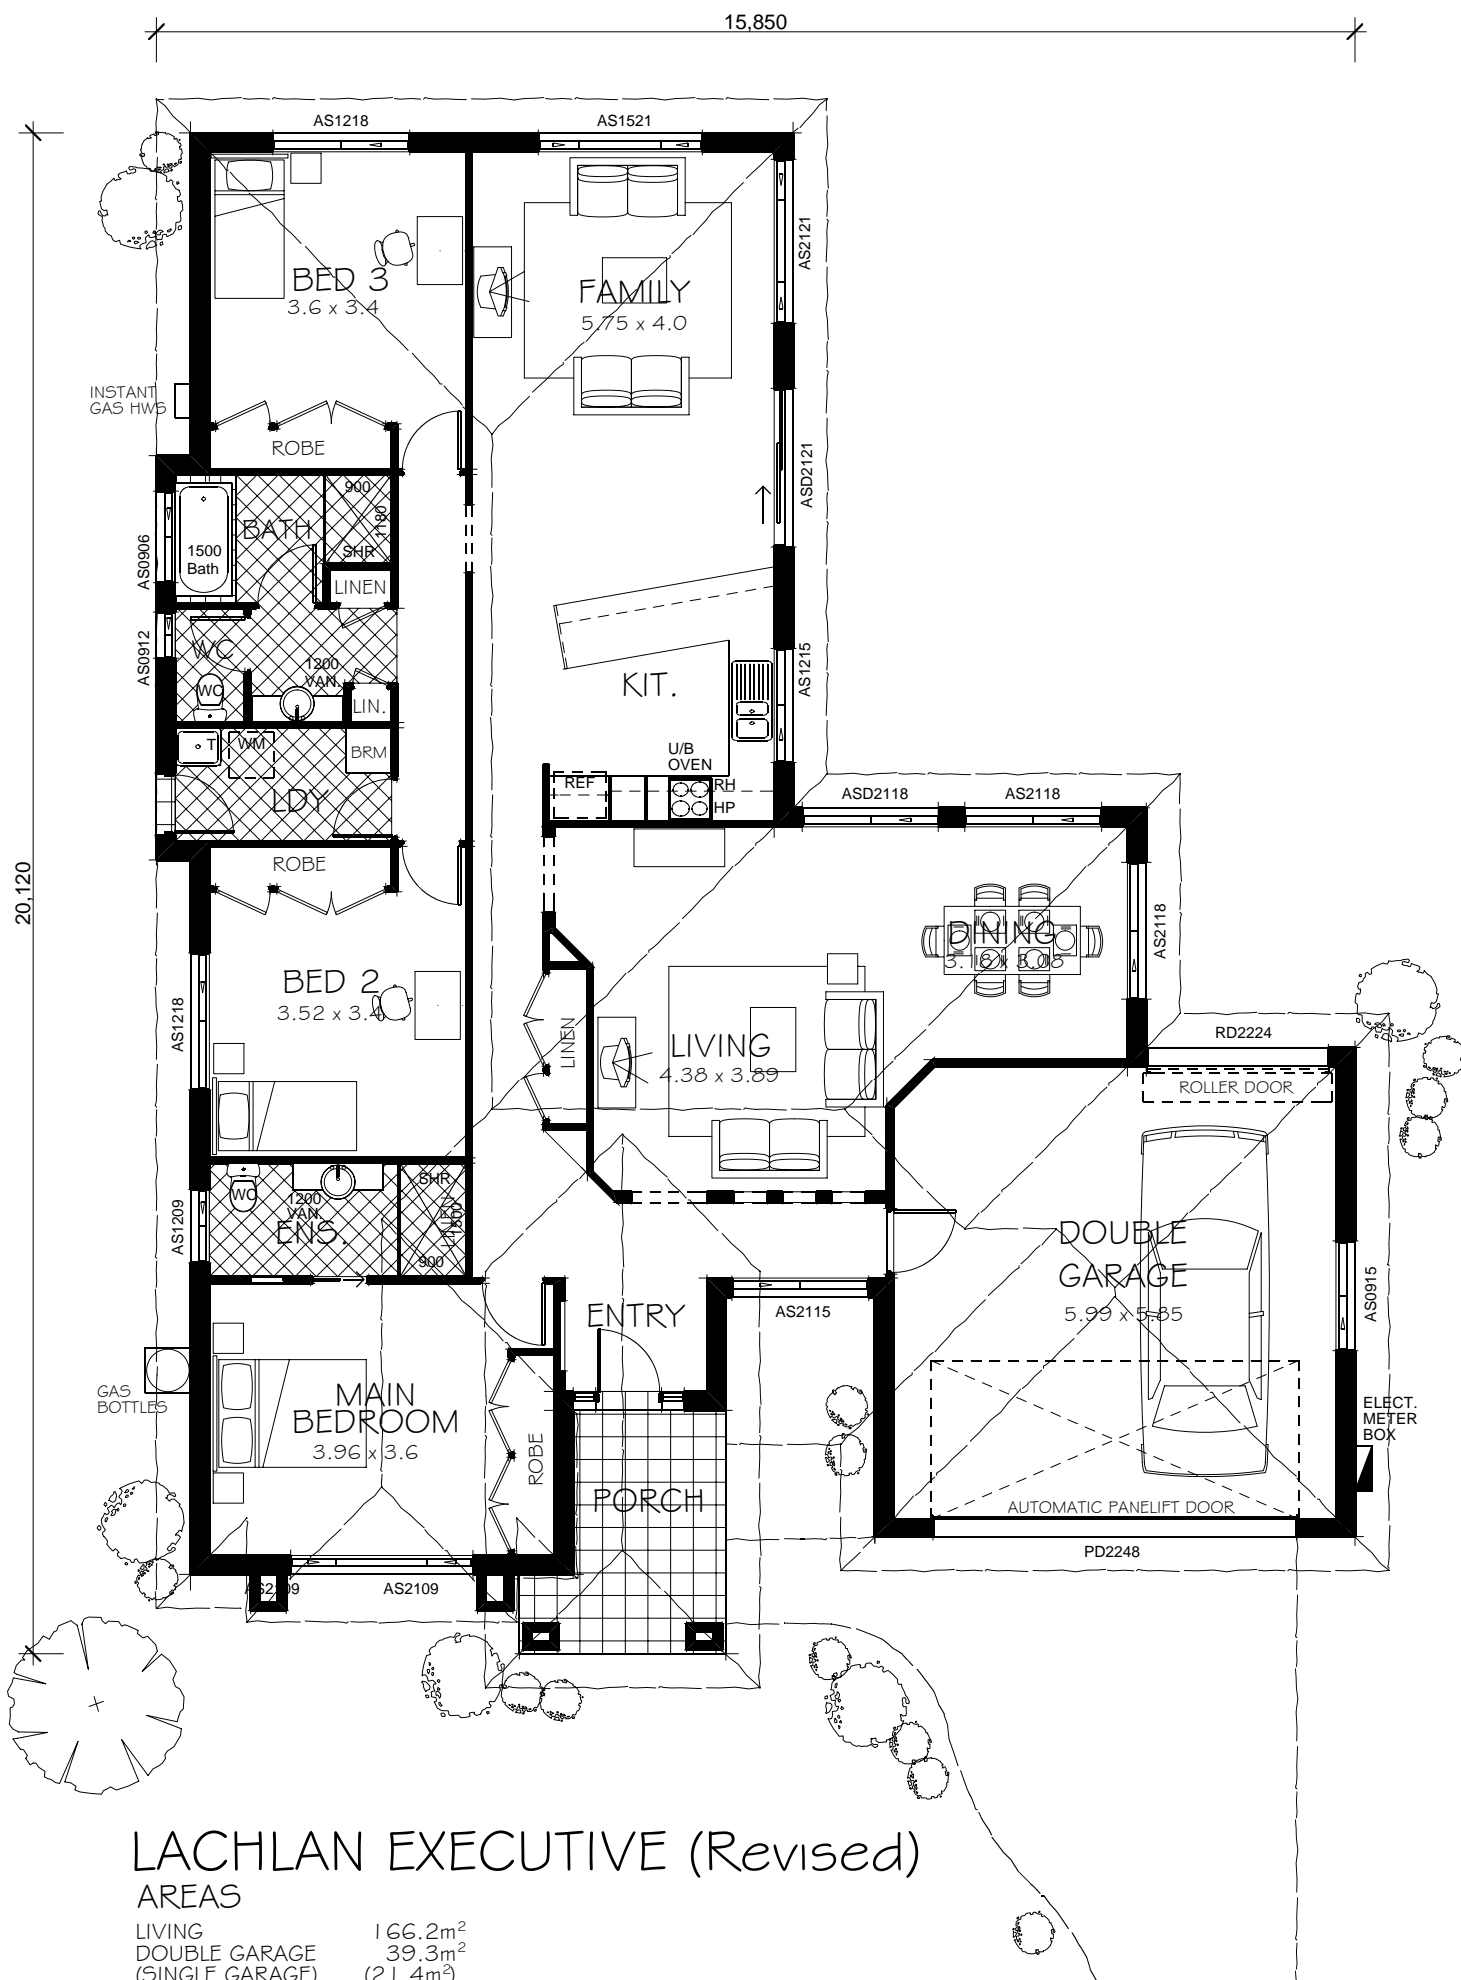 15,850
AS1218
AS1521
AS2121
BED 3
3.6 x 3.4
FAMILY
5.75 x 4.0
INSTANT
GAS HWS
ROBE
ASD2121
900
1180
BATH
SHR
1500
Bath
LINEN
AS0906
AS0912
WC
WC
1200
VAN.
LIN.
KIT.
AS1215
T
WM
BRM
LDY
U/B
OVEN
REF
RH
HP
ASD2118
AS2118
20,120
ROBE
BED 2
3.52 x 3.4
AS1218
DINING
3.18 x 3.08
AS2118
LINEN
LIVING
4.38 x 3.89
RD2224
ROLLER DOOR
WC
1200
VAN.
ENS.
SHR
LINEN
1500
900
AS1209
DOUBLE
GARAGE
5.99 x 5.85
AS0915
ENTRY
AS2115
GAS
BOTTLES
MAIN
BEDROOM
3.96 x 3.6
ROBE
PORCH
ELECT.
METER
BOX
AUTOMATIC PANELIFT DOOR
PD2248
AS2109
AS2109
LACHLAN EXECUTIVE (Revised)
AREAS
LIVING 166.2m²
DOUBLE GARAGE 39.3m²
(SINGLE GARAGE) (21.4m²)